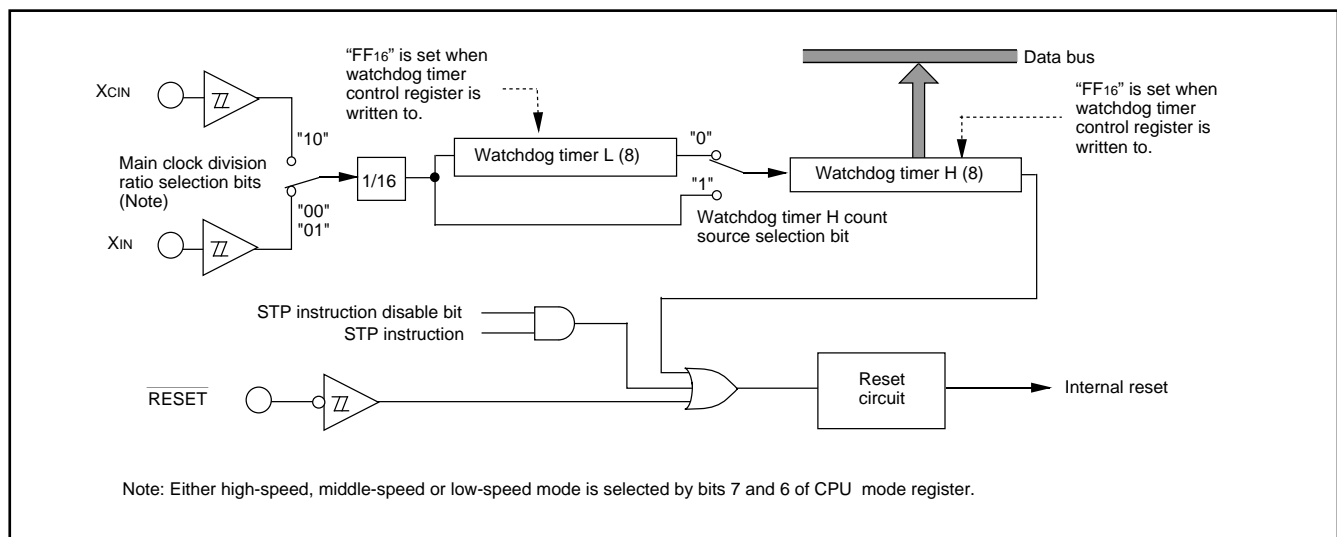 “FF16” is set when
watchdog timer
control register is
written to.
Data bus
“FF16” is set when
watchdog timer
control register is
written to.
XCIN
"10"
"0"
Watchdog timer L (8)
Main clock division
ratio selection bits
(Note)
1/16
Watchdog timer H (8)
"1"
"00"
"01"
Watchdog timer H count
source selection bit
XIN
STP instruction disable bit
STP instruction
RESET
Reset
circuit
Internal reset
Note: Either high-speed, middle-speed or low-speed mode is selected by bits 7 and 6 of CPU mode register.